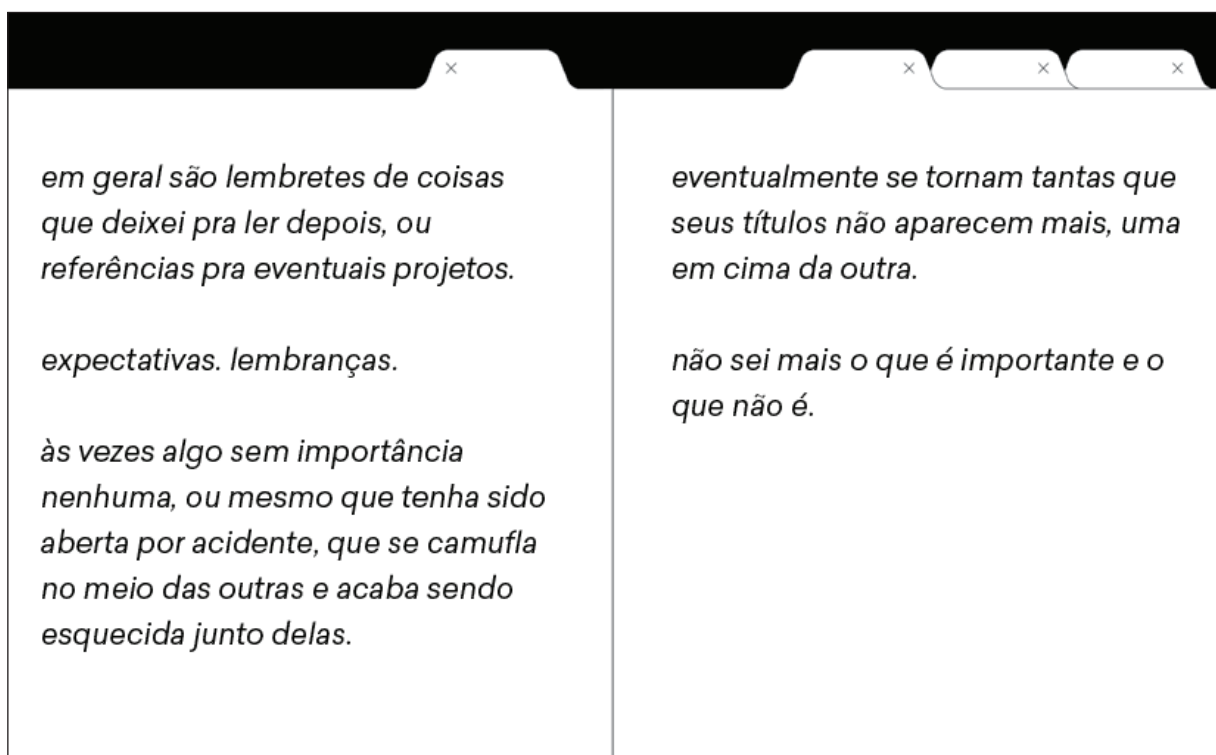 em geral são lembretes de coisas
que deixei pra ler depois, ou
referências pra eventuais projetos.
expectativas. lembranças.
às vezes algo sem importância
nenhuma, ou mesmo que tenha sido
aberta por acidente, que se camufla
no meio das outras e acaba sendo
esquecida junto delas.
eventualmente se tornam tantas que
seus títulos não aparecem mais, uma
em cima da outra.
não sei mais o que é importante e o
que não é.